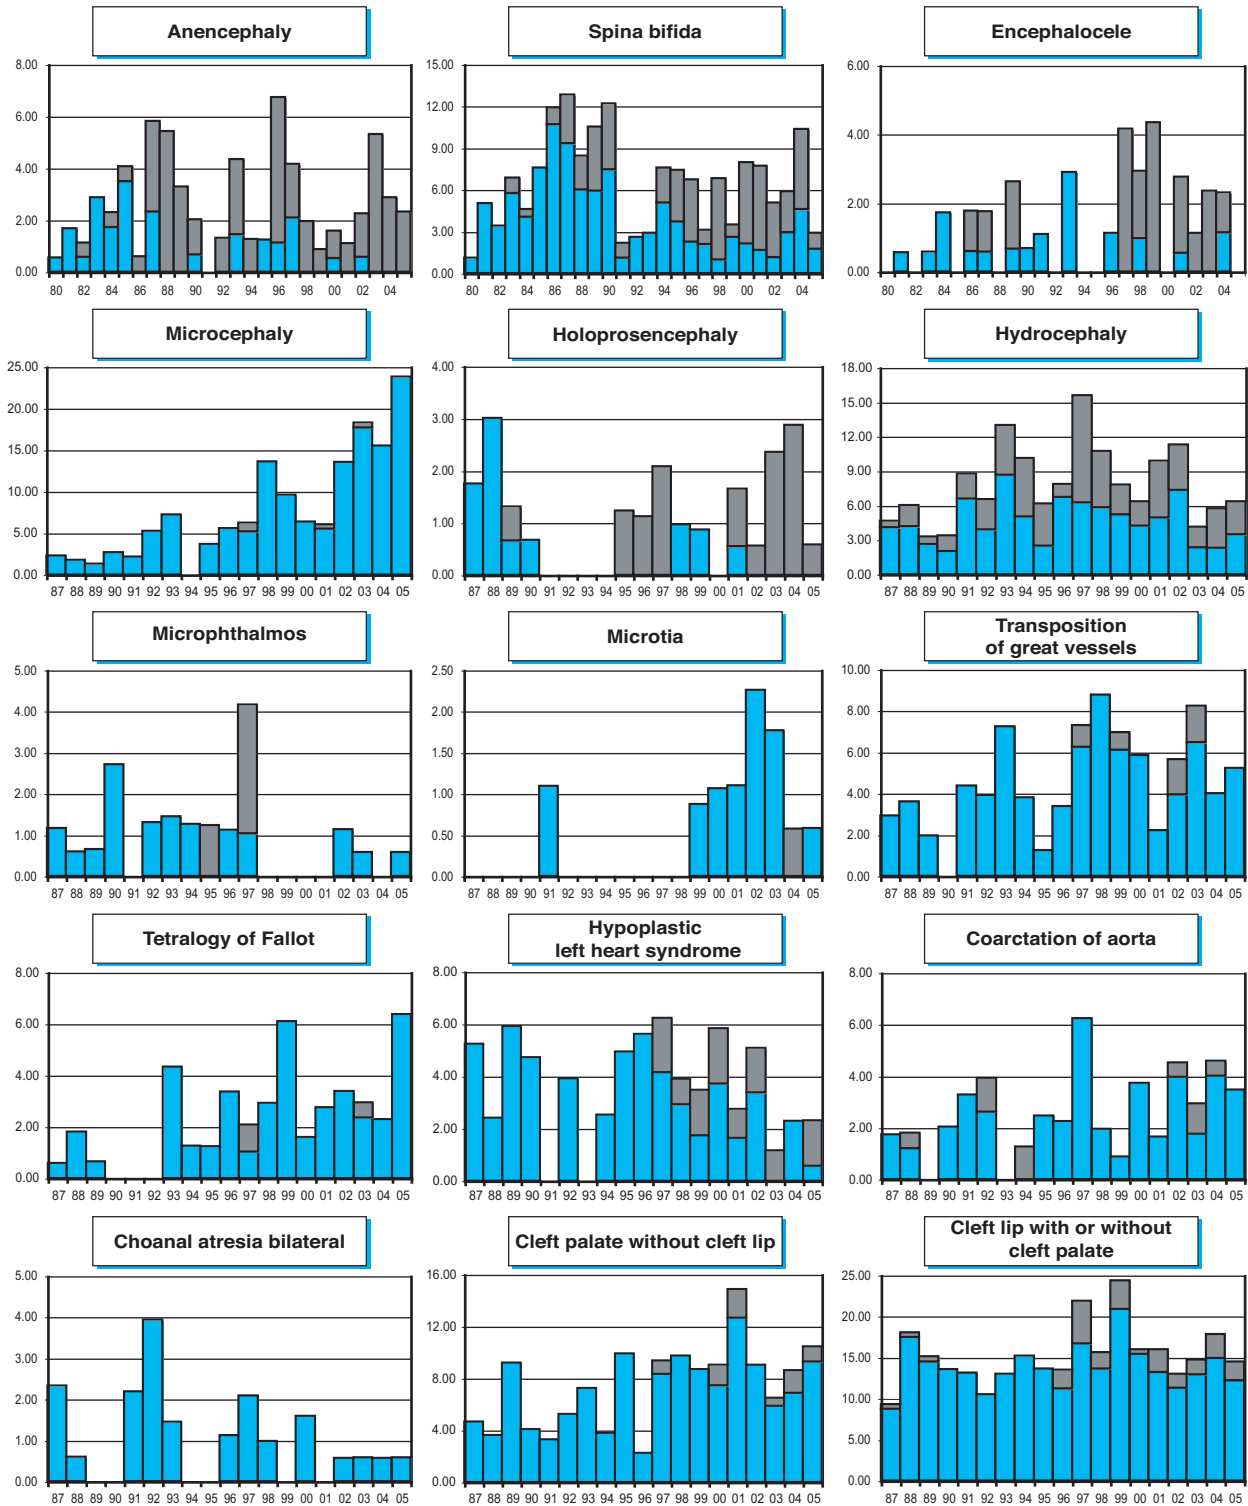 Anencephaly
8.00
6.00
4.00
2.00
0.00
80 82 84 86 88 90 92 94 96 98 00 02 04
Spina bifida
15.00
12.00
9.00
6.00
3.00
0.00
80 82 84 86 88 90 92 94 96 98 00 02 04
Encephalocele
6.00
4.00
2.00
0.00
80 82 84 86 88 90 92 94 96 98 00 02 04
Microcephaly
25.00
20.00
15.00
10.00
5.00
0.00
87 88 89 90 91 92 93 94 95 96 97 98 99 00 01 02 03 04 05
Holoprosencephaly
4.00
3.00
2.00
1.00
0.00
87 88 89 90 91 92 93 94 95 96 97 98 99 00 01 02 03 04 05
Hydrocephaly
18.00
15.00
12.00
9.00
6.00
3.00
0.00
87 88 89 90 91 92 93 94 95 96 97 98 99 00 01 02 03 04 05
Microphthalmos
5.00
4.00
3.00
2.00
1.00
0.00
87 88 89 90 91 92 93 94 95 96 97 98 99 00 01 02 03 04 05
Microtia
2.50
2.00
1.50
1.00
0.50
0.00
87 88 89 90 91 92 93 94 95 96 97 98 99 00 01 02 03 04 05
Transposition
of great vessels
10.00
8.00
6.00
4.00
2.00
0.00
87 88 89 90 91 92 93 94 95 96 97 98 99 00 01 02 03 04 05
Tetralogy of Fallot
8.00
6.00
4.00
2.00
0.00
87 88 89 90 91 92 93 94 95 96 97 98 99 00 01 02 03 04 05
Hypoplastic
left heart syndrome
8.00
6.00
4.00
2.00
0.00
87 88 89 90 91 92 93 94 95 96 97 98 99 00 01 02 03 04 05
Coarctation of aorta
8.00
6.00
4.00
2.00
0.00
87 88 89 90 91 92 93 94 95 96 97 98 99 00 01 02 03 04 05
Choanal atresia bilateral
5.00
4.00
3.00
2.00
1.00
0.00
87 88 89 90 91 92 93 94 95 96 97 98 99 00 01 02 03 04 05
Cleft palate without cleft lip
16.00
12.00
8.00
4.00
0.00
87 88 89 90 91 92 93 94 95 96 97 98 99 00 01 02 03 04 05
Cleft lip with or without
cleft palate
25.00
20.00
15.00
10.00
5.00
0.00
87 88 89 90 91 92 93 94 95 96 97 98 99 00 01 02 03 04 05